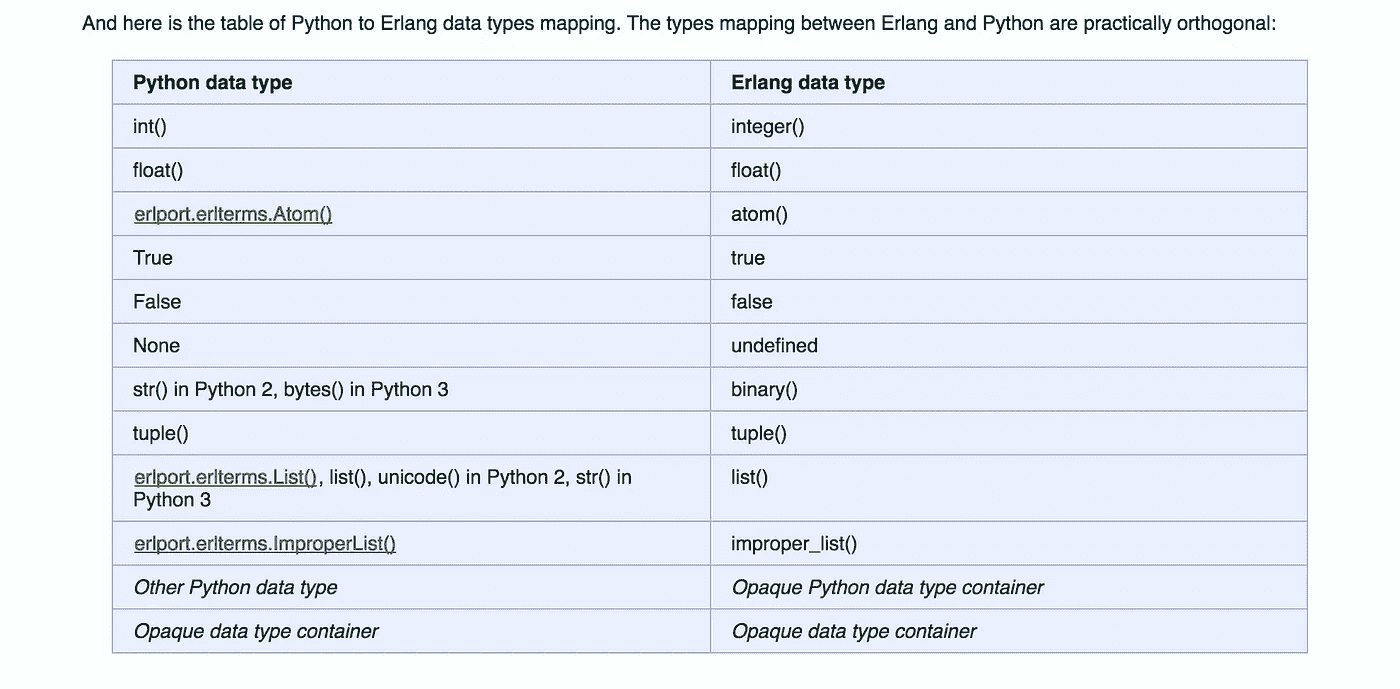 And here is the table of Python to Erlang data types mapping. The types mapping between Erlang and Python are practically orthogonal:
Python data type Erlang data type
int() integer()
float() float()
erlport.erlterms.Atom() atom()
True true
False false
None undefined
str() in Python 2, bytes() in Python 3 binary()
tuple() tuple()
erlport.erlterms.List(), list(), unicode() in Python 2, str() in list()
Python 3
erlport.erlterms.ImproperList() improper_list()
Other Python data type Opaque Python data type container
Opaque data type container Opaque data type container